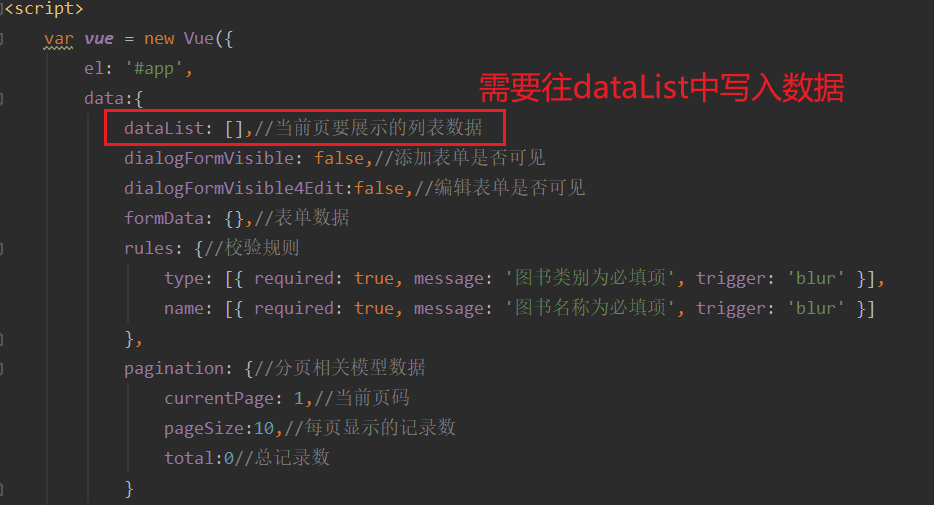 <script>
var vue = new Vue({
el: '#app',
需要往dataList中写入数据
data:{
dataList: [],//当前页要展示的列表数据
dialogFormVisible: false,//添加表单是否可见
dialogFormVisible4Edit:false,//编辑表单是否可见
formData: {},//表单数据
rules: {//校验规则
type: [{ required: true, message: '图书类别为必填项', trigger: 'blur' }],
name: [{ required: true, message: '图书名称为必填项', trigger: 'blur' }]
},
pagination: {//分页相关模型数据
currentPage: 1,//当前页码
pageSize:10,//每页显示的记录数
total:0//总记录数
}